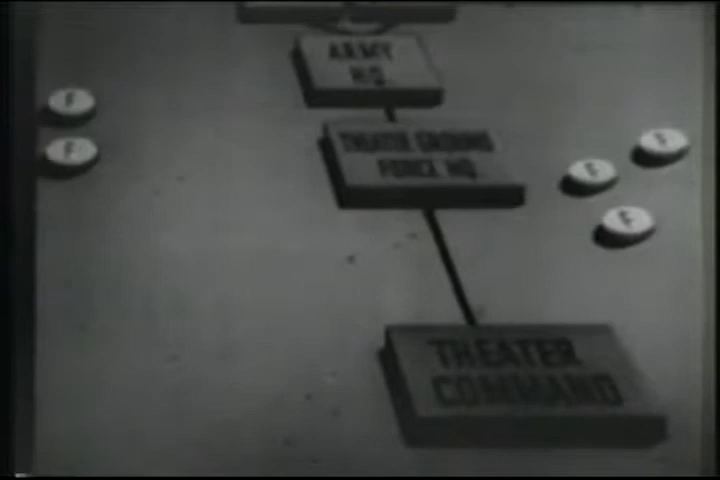 ARMY
HQ.
F
F
THEATER GROUND
FORCE HQ
F
F
F
THEATER
COMMAND